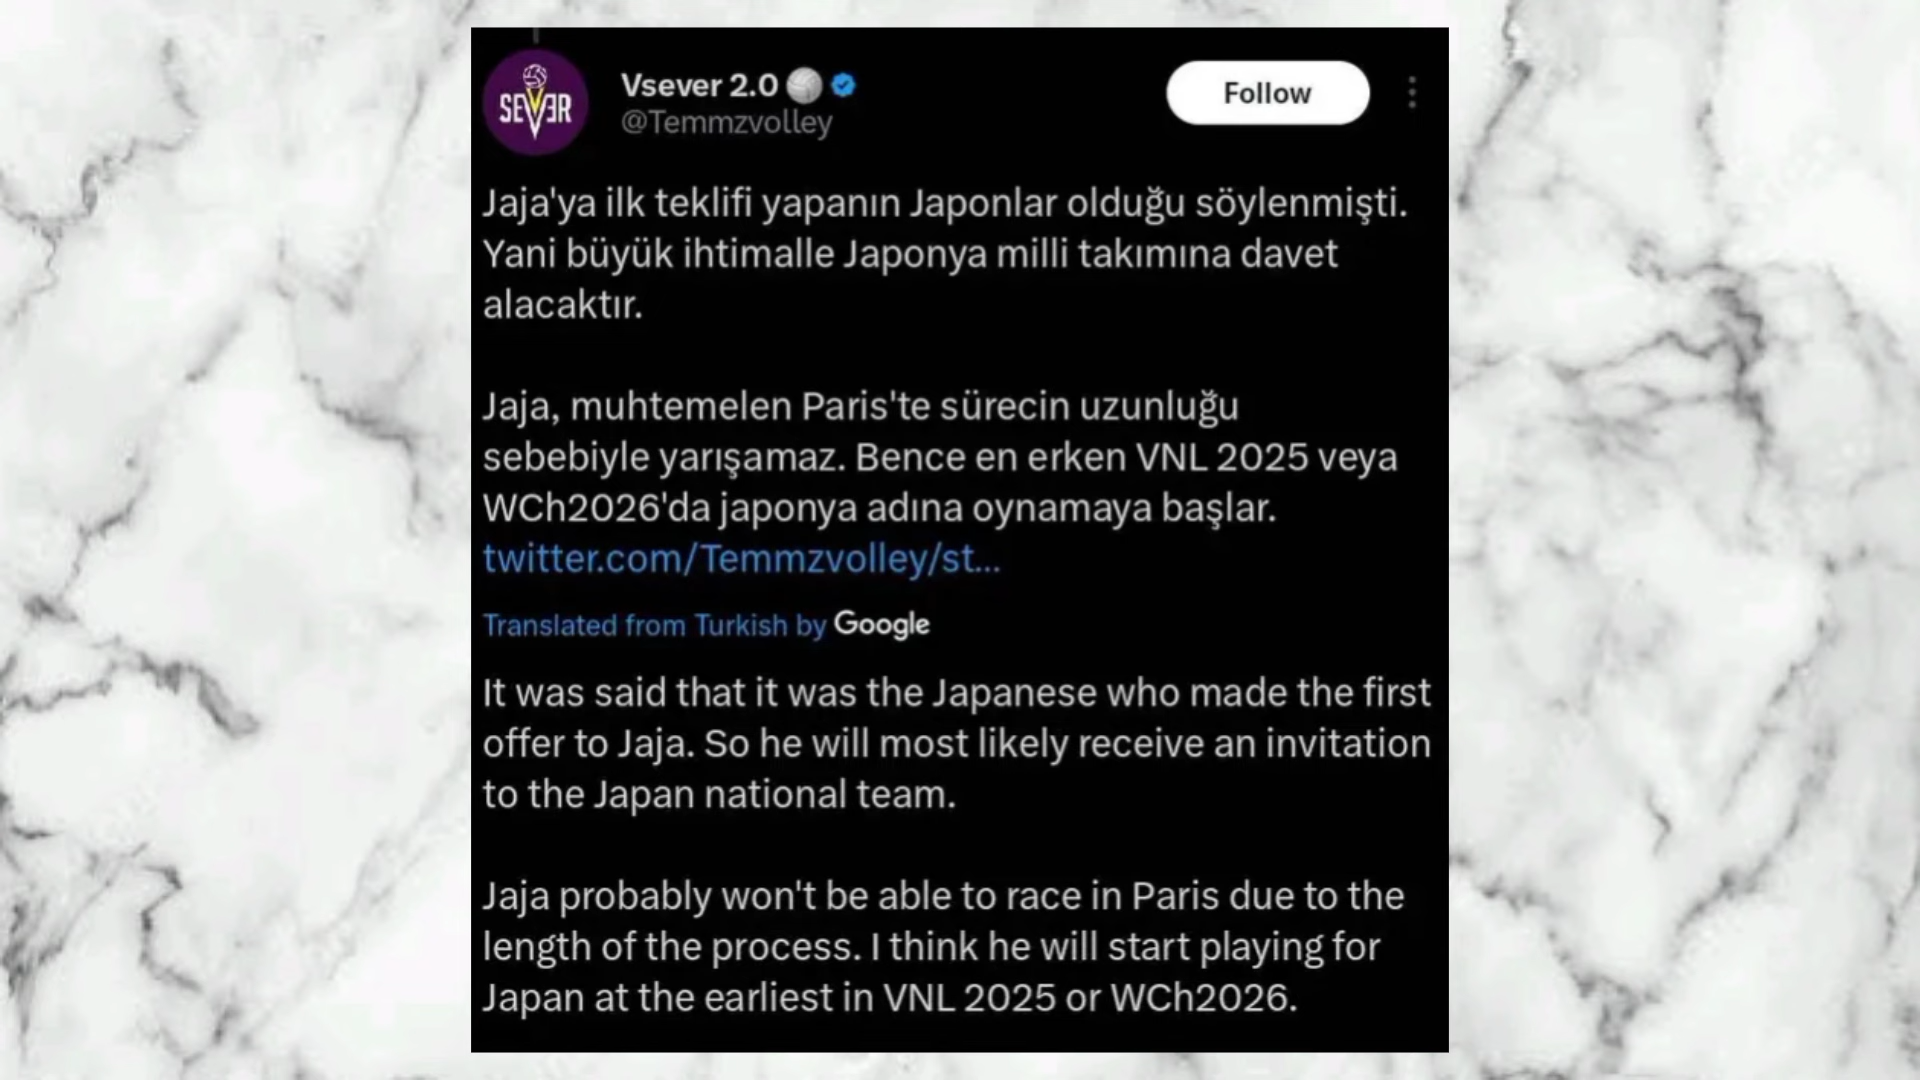 SEVER
Vsever 2.0
@Temmzvolley
Follow
Jaja'ya ilk teklifi yapanın Japonlar olduğu söylenmişti.
Yani büyük ihtimalle Japonya milli takımına davet
alacaktır.
Jaja, muhtemelen Paris'te sürecin uzunluğu
sebebiyle yarışamaz. Bence en erken VNL 2025 veya
WCh2026'da japonya adına oynamaya başlar.
twitter.com/Temmzvolley/st...
Translated from Turkish by Google
It was said that it was the Japanese who made the first
offer to Jaja. So he will most likely receive an invitation
to the Japan national team.
Jaja probably won't be able to race in Paris due to the
length of the process. I think he will start playing for
Japan at the earliest in VNL 2025 or WCh2026.